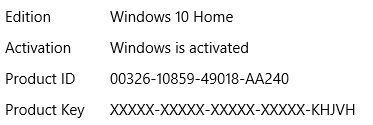 Edition Windows 10 Home
Activation Windows is activated
Product ID 00326-10859-49018-AA240
Product Key XXXXX-XXXXX-XXXXX-XXXXX-KHJVH